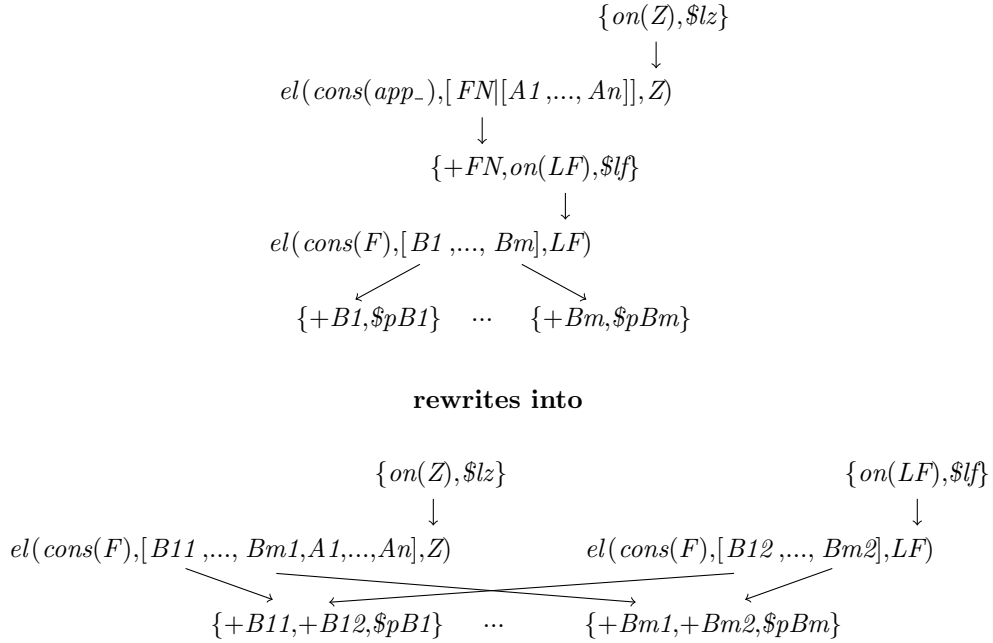 {on(Z),$lz}
el(cons(app_),[FN|[A1,..., An]],Z)
{+FN,on(LF),$lf}
el(cons(F),[B1,..., Bm],LF)
{+B1,$pB1} ... {+Bm,$pBm}
rewrites into
{on(Z),$lz} {on(LF),$lf}
el(cons(F),[B11,..., Bm1,A1,...,An],Z) el(cons(F),[B12,..., Bm2],LF)
{+B11,+B12,$pB1} ... {+Bm1,+Bm2,$pBm}